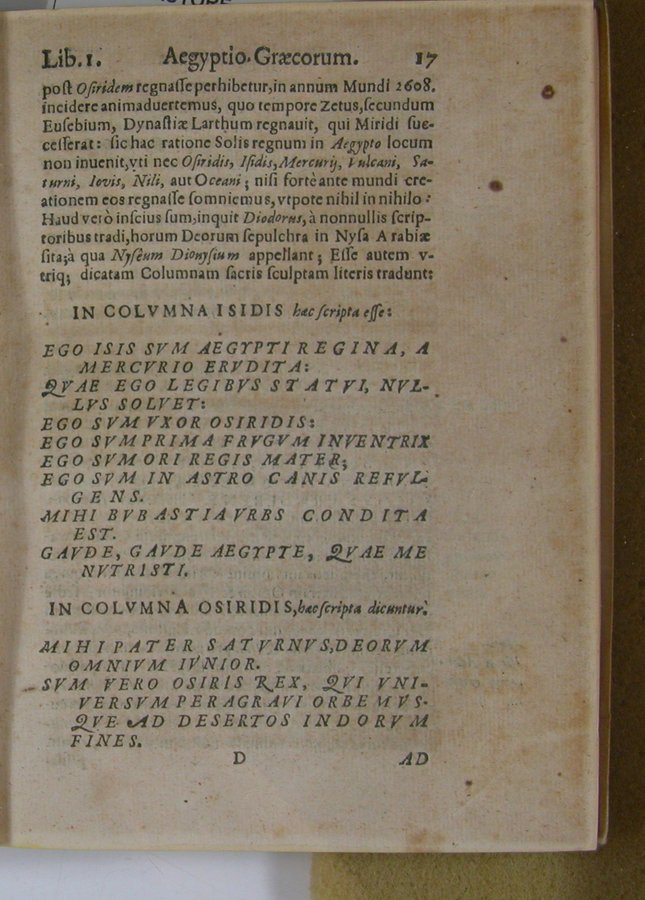 Lib. 1. Aegyptio-Græcorum. 17
post Osiridem regnasse perhibetur, in annum Mundi 2608.
incidere animaduertemus, quo tempore Zetus, secundum
Eusebium, Dynastiæ Larthum regnauit, qui Miridi suc-
cesserat: sic hac ratione Solis regnum in Aegypto locum
non inuenit, vti nec Osiridis, Isidis, Mercurij, Vulcani, Sa-
turni, Iovis, Nili, aut Oceani; nisi fortè ante mundi cre-
ationem eos regnasse somniemus, vtpote nihil in nihilo:
Haud verò inscius sum, inquit Diodorus, à nonnullis scrip-
toribus tradi, horum Deorum sepulchra in Nysa Arabiæ
sita; à qua Nysêum Dionysium appellant; Esse autem v-
triq; dicatam Columnam sacris sculptam literis tradunt:
IN COLVMNA ISIDIS hæc scripta esse:
EGO ISIS SVM AEGYPTI REGINA, A
MERCVRIO ERVDITA:
QVAE EGO LEGIBVS STATVI, NVL-
LVS SOLVET:
EGO SVM VXOR OSIRIDIS:
EGO SVM PRIMA FRVGVM INVENTRIX
EGO SVM ORI REGIS MATER;
EGO SVM IN ASTRO CANIS REFVL-
GENS.
MIHI BVBASTIA VRBS CONDITA
EST.
GAVDE, GAVDE AEGYPTE, QVAE ME
NVTRISTI.
IN COLVMNA OSIRIDIS, hæc scripta dicuntur:
MIHI PATER SATVRNVS, DEORVM
OMNIVM IVNIOR.
SVM VERO OSIRIS REX, QVI VNI-
VERSVM PERAGRAVI ORBEM VS-
QVE AD DESERTOS INDORVM
FINES.
D AD